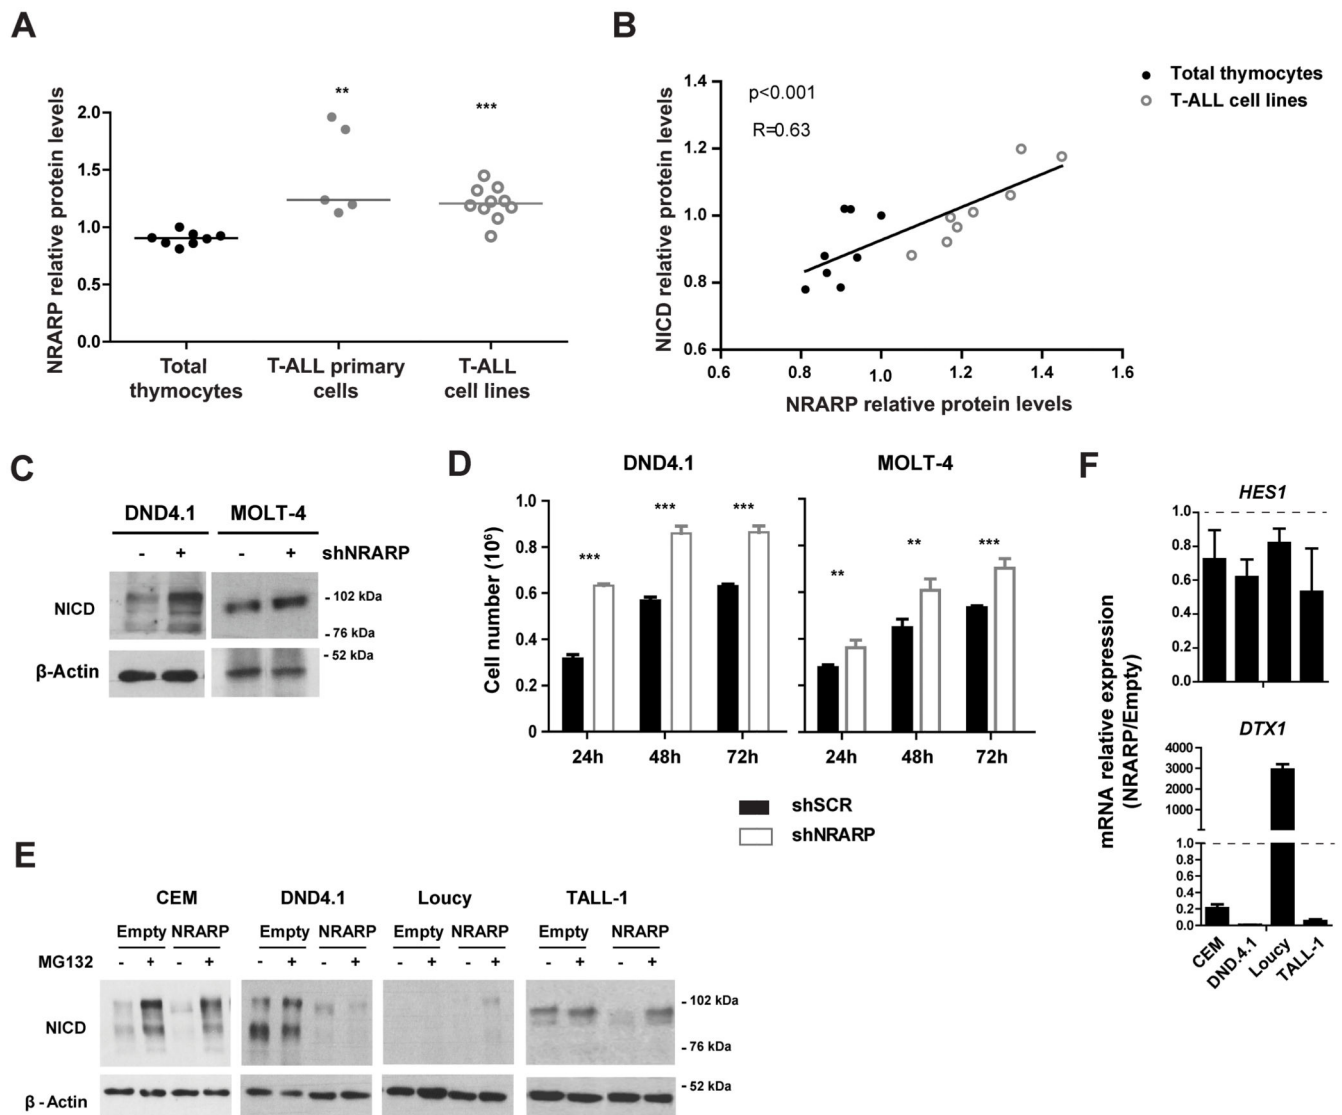 A
NRARP relative protein levels
2.0
1.5
1.0
0.5
0.0
**
***
Total
thymocytes
T-ALL primary
cells
T-ALL
cell lines
B
NICD relative protein levels
1.4
1.2
1.0
0.8
0.6
p<0.001
R=0.63
0.6
0.8
1.0
1.2
1.4
1.6
NRARP relative protein levels
Total thymocytes
T-ALL cell lines
C
DND4.1
MOLT-4
- + - + shNRARP
NICD
- 102 kDa
- 76 kDa
- 52 kDa
β-Actin
D
DND4.1
MOLT-4
Cell number (10⁶)
1.0
0.8
0.6
0.4
0.2
0
***
***
***
**
**
***
24h 48h 72h
24h 48h 72h
shSCR
shNRARP
E
CEM
DND4.1
Loucy
TALL-1
Empty NRARP
Empty NRARP
Empty NRARP
Empty NRARP
MG132 - + - + - + - + - + - + - + - +
NICD
- 102 kDa
- 76 kDa
- 52 kDa
β - Actin
F
mRNA relative expression
(NRARP/Empty)
HES1
1.0
0.8
0.6
0.4
0.2
0.0
DTX1
4000
3000
2000
1000
1.0
0.8
0.6
0.4
0.2
0.0
CEM
DND.4.1
Loucy
TALL-1